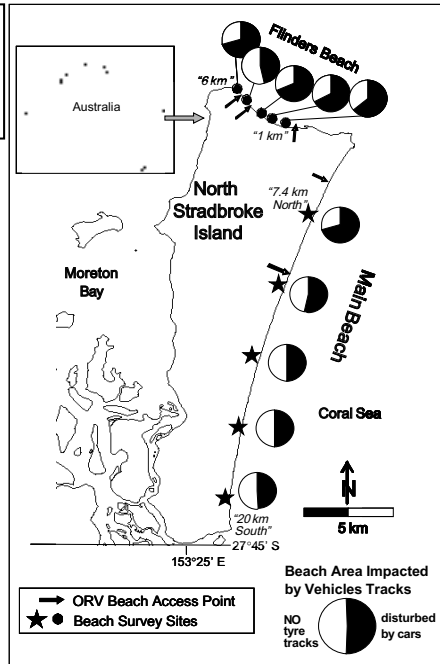 Flinders Beach
"6 km"
Australia
"1 km"
North
Stradbroke
Island
"7.4 km
North"
Moreton
Bay
Main Beach
Coral Sea
N
5 km
"20 km
South"
27°45' S
153°25' E
Beach Area Impacted
by Vehicles Tracks
NO
tyre
tracks
disturbed
by cars
ORV Beach Access Point
Beach Survey Sites